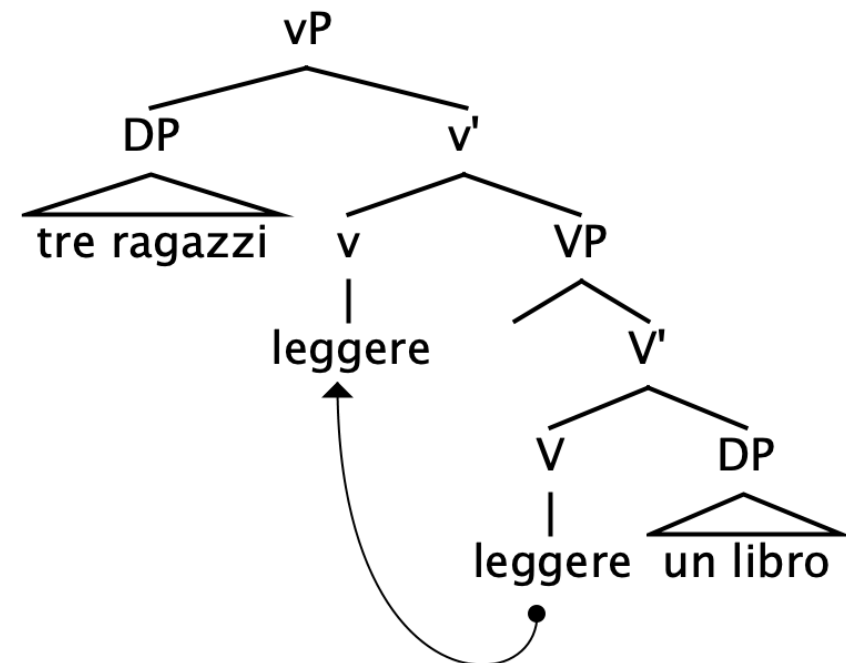 vP
DP v'
tre ragazzi v VP
leggere V'
V DP
leggere un libro